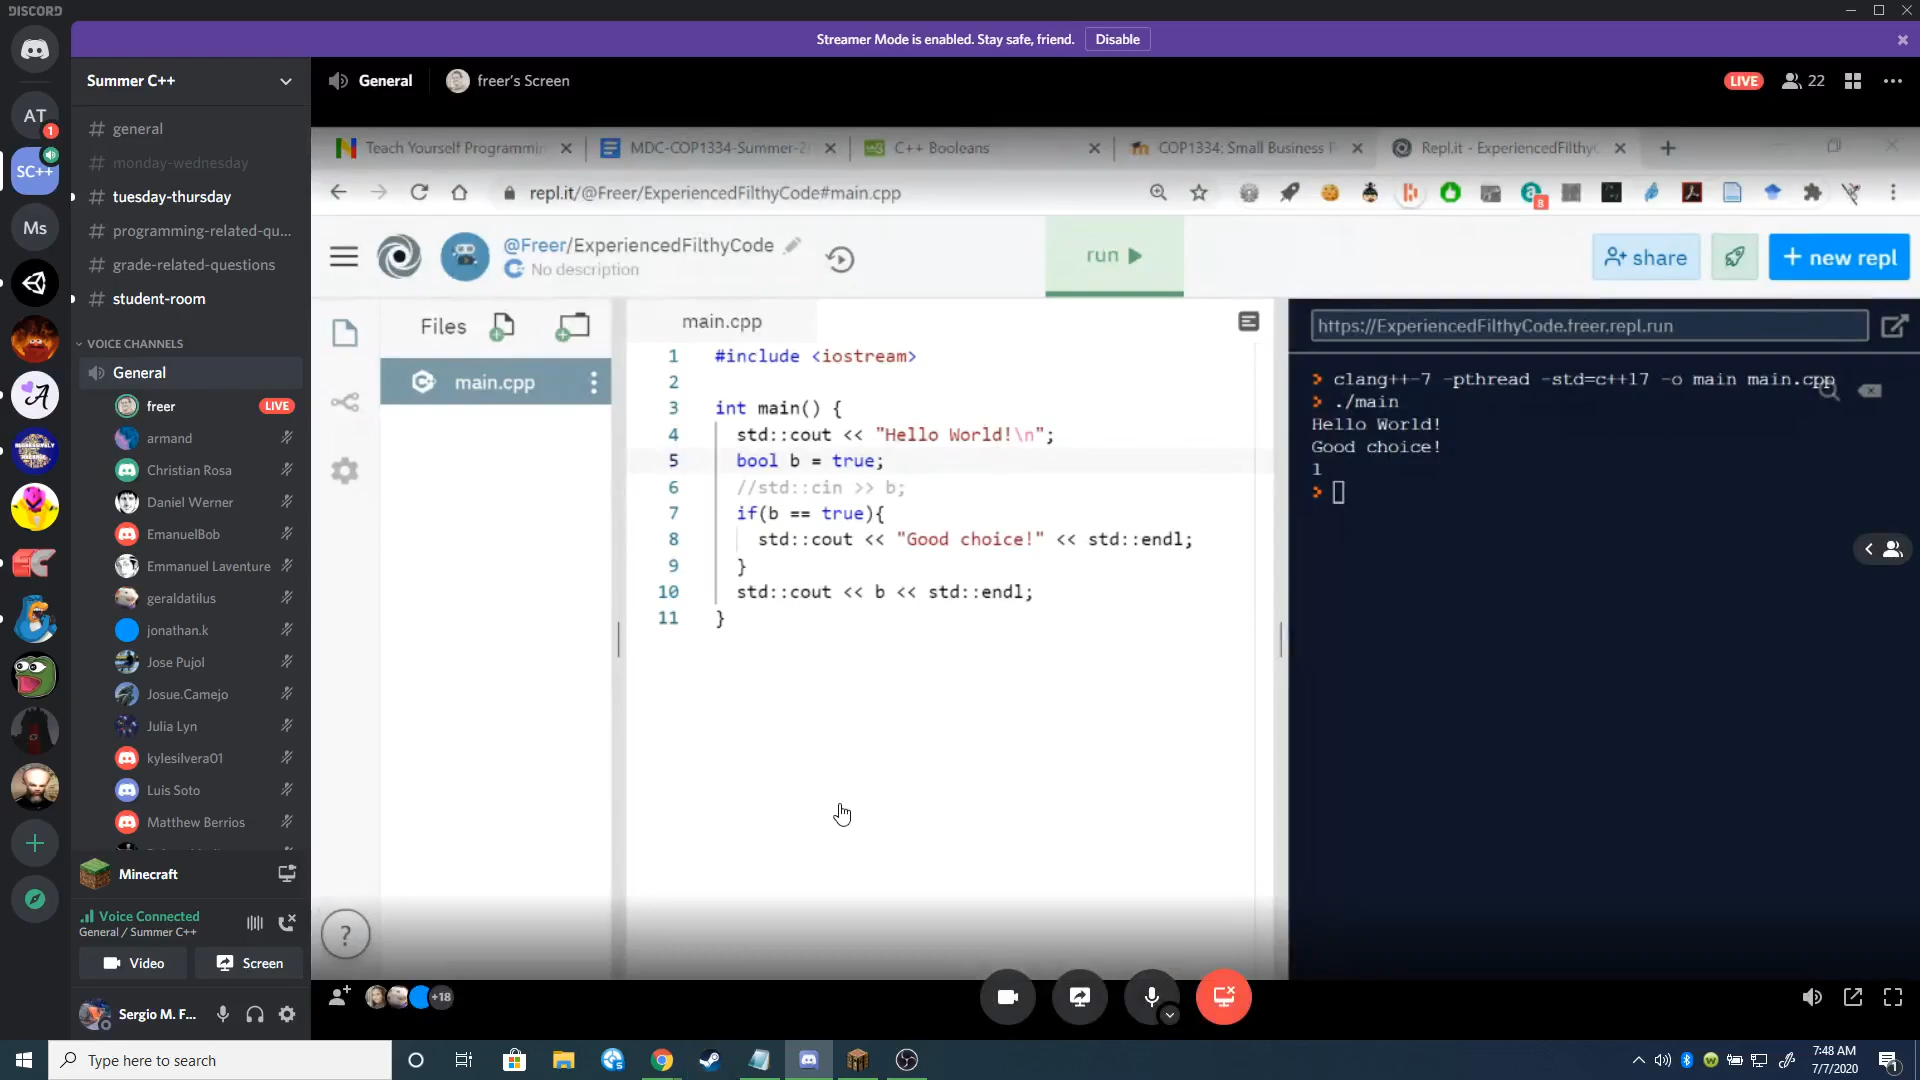 DISCORD
Streamer Mode is enabled. Stay safe, friend. Disable
Summer C++
General
freer's Screen
LIVE
22
AT
1
SC++
Ms
# general
# monday-wednesday
# tuesday-thursday
# programming-related-qu...
# grade-related-questions
# student-room
VOICE CHANNELS
General
freer LIVE
armand
Christian Rosa
Daniel Werner
EmanuelBob
Emmanuel Laventure
geraldatilus
jonathan.k
Jose Pujol
Josue.Camejo
Julia Lyn
kylesilvera01
Luis Soto
Matthew Berrios
Minecraft
Voice Connected
General / Summer C++
Video
Screen
Sergio M. F...
Teach Yourself Programmin
MDC-COP1334-Summer-2
C++ Booleans
COP1334: Small Business
Repl.it - ExperiencedFilthyC
repl.it/@Freer/ExperiencedFilthyCode#main.cpp
8
@Freer/ExperiencedFilthyCode
No description
run
share
+ new repl
Files
main.cpp
main.cpp
1 #include <iostream>
2
3 int main() {
4 std::cout << "Hello World!\n";
5 bool b = true;
6 //std::cin >> b;
7 if(b == true){
8 std::cout << "Good choice!" << std::endl;
9 }
10 std::cout << b << std::endl;
11 }
https://ExperiencedFilthyCode.freer.repl.run
> clang++-7 -pthread -std=c++17 -o main main.cpp
> ./main
Hello World!
Good choice!
1
>
?
+18
Type here to search
7:48 AM
7/7/2020
1